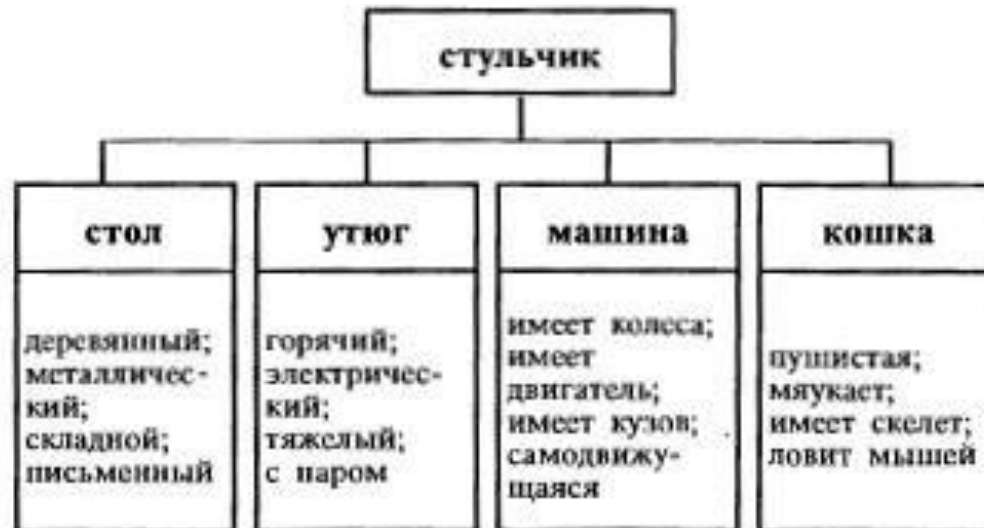 стульчик
стол
утюг
машина
кошка
деревянный;
металличес-
кий;
складной;
письменный
горячий;
электричес-
кий;
тяжелый;
с паром
имеет колеса;
имеет
двигатель;
имеет кузов;
самодвижу-
щаяся
пушистая;
мяукает;
имеет скелет;
ловит мышей